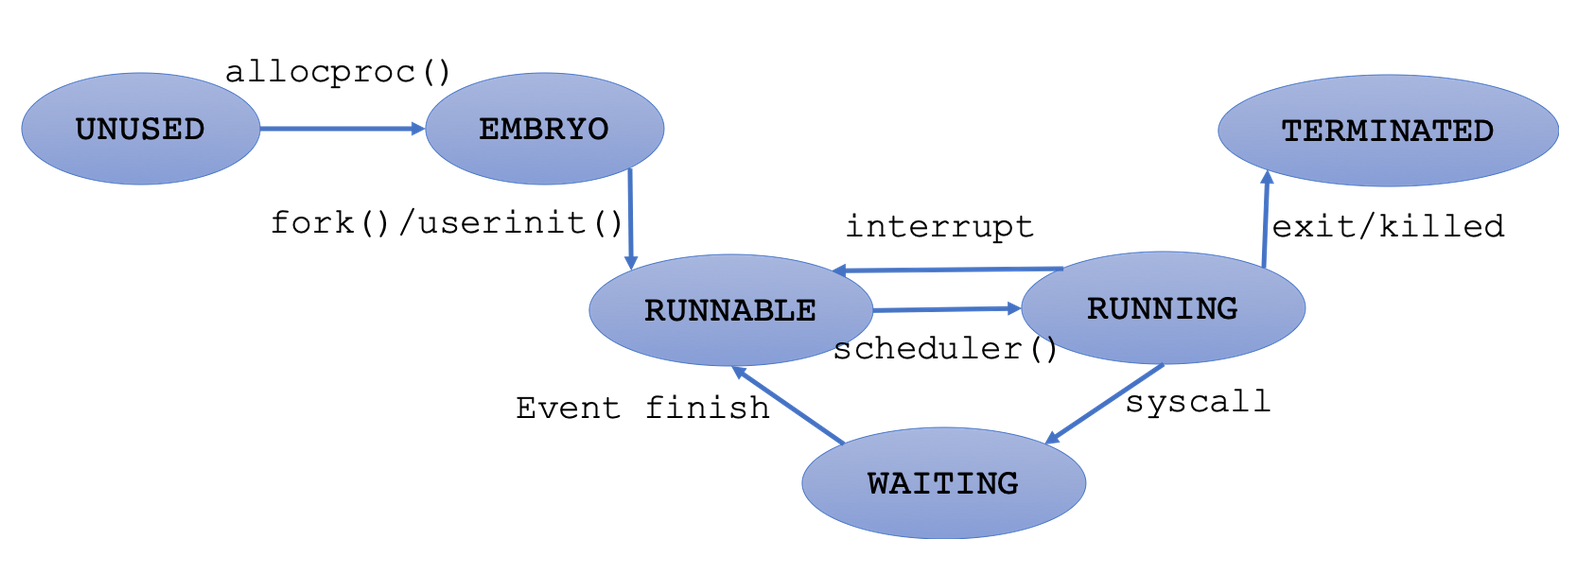 allocproc()
UNUSED
EMBRYO
TERMINATED
fork()/userinit()
interrupt
exit/killed
RUNNABLE
RUNNING
scheduler()
Event finish
syscall
WAITING